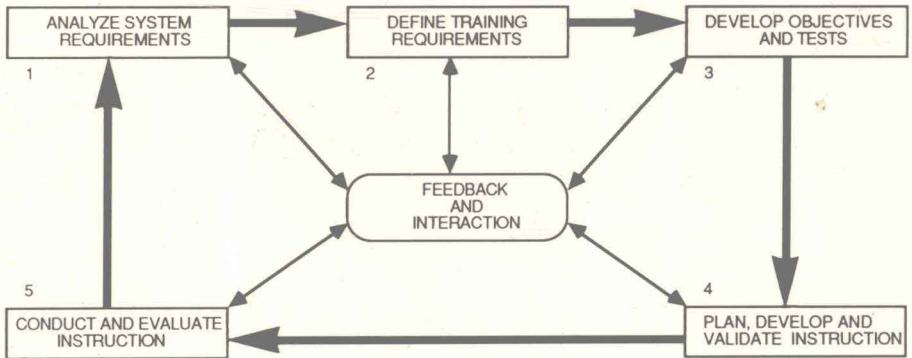 ANALYZE SYSTEM
REQUIREMENTS
1
DEFINE TRAINING
REQUIREMENTS
2
DEVELOP OBJECTIVES
AND TESTS
3
FEEDBACK
AND
INTERACTION
4
PLAN, DEVELOP AND
VALIDATE INSTRUCTION
5
CONDUCT AND EVALUATE
INSTRUCTION